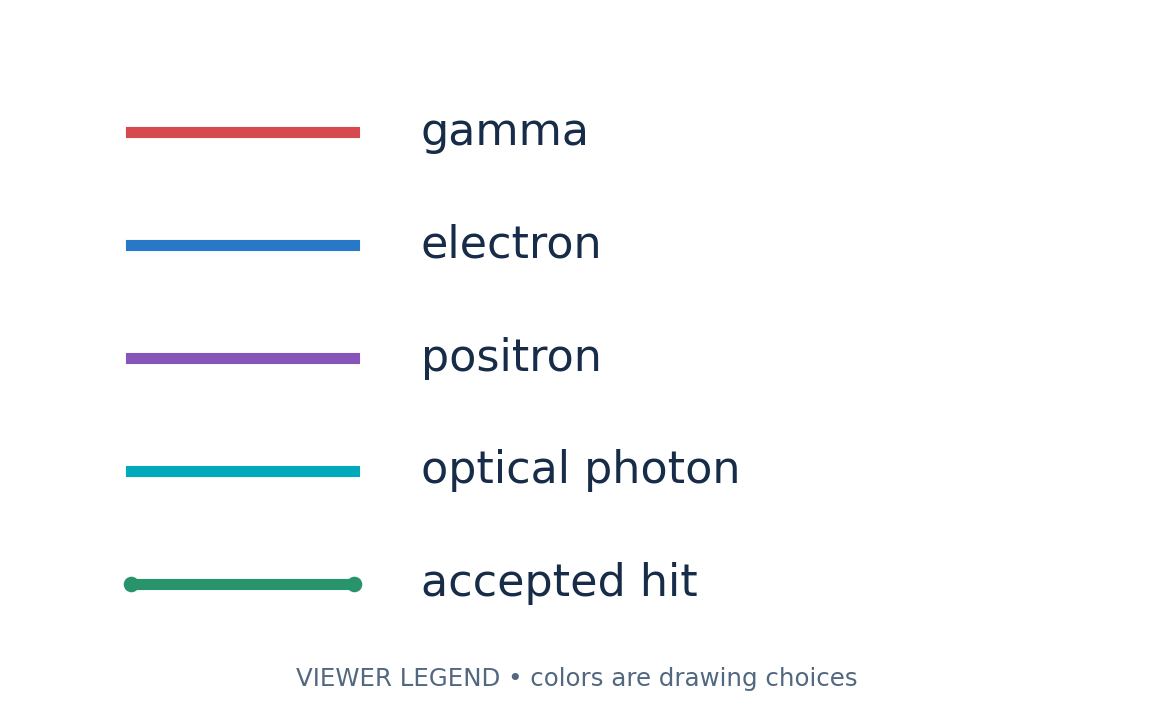 gamma
electron
positron
optical photon
accepted hit
VIEWER LEGEND • colors are drawing choices